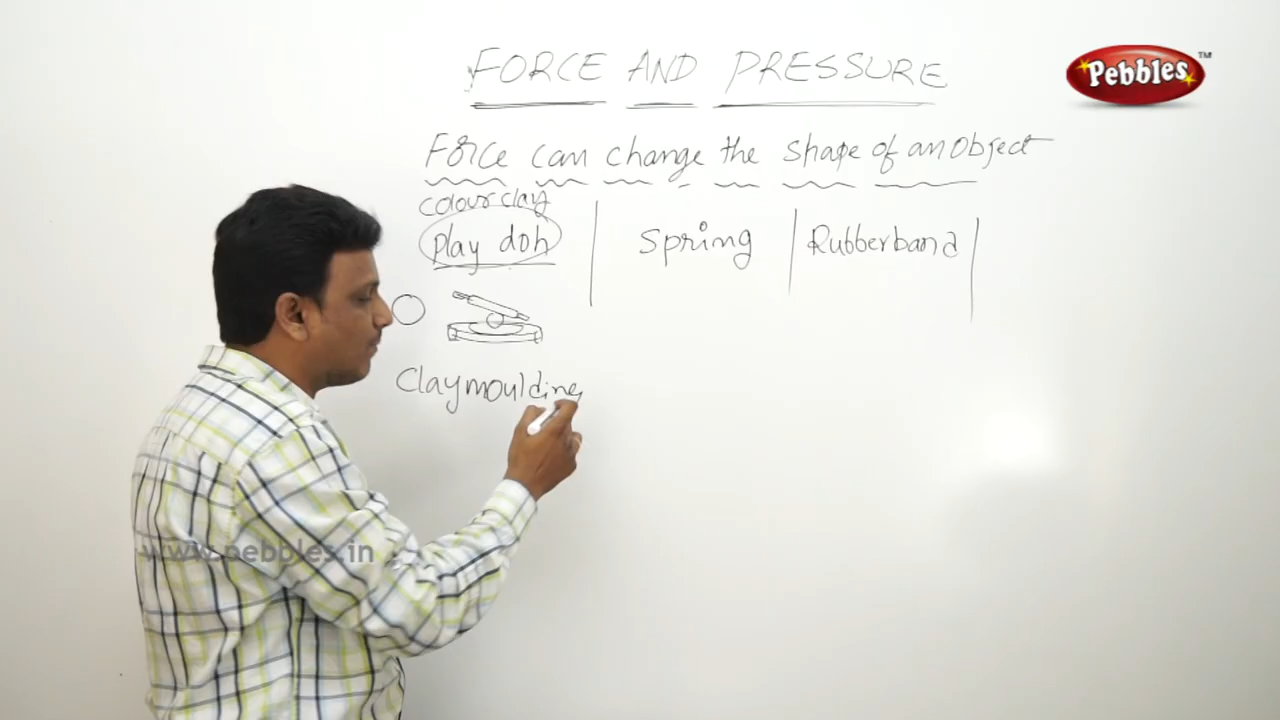 FORCE AND PRESSURE
Pebbles™
Force can change the shape of an object
colour clay
play doh
Spring
Rubberband
Claymoulding
www.pebbles.in